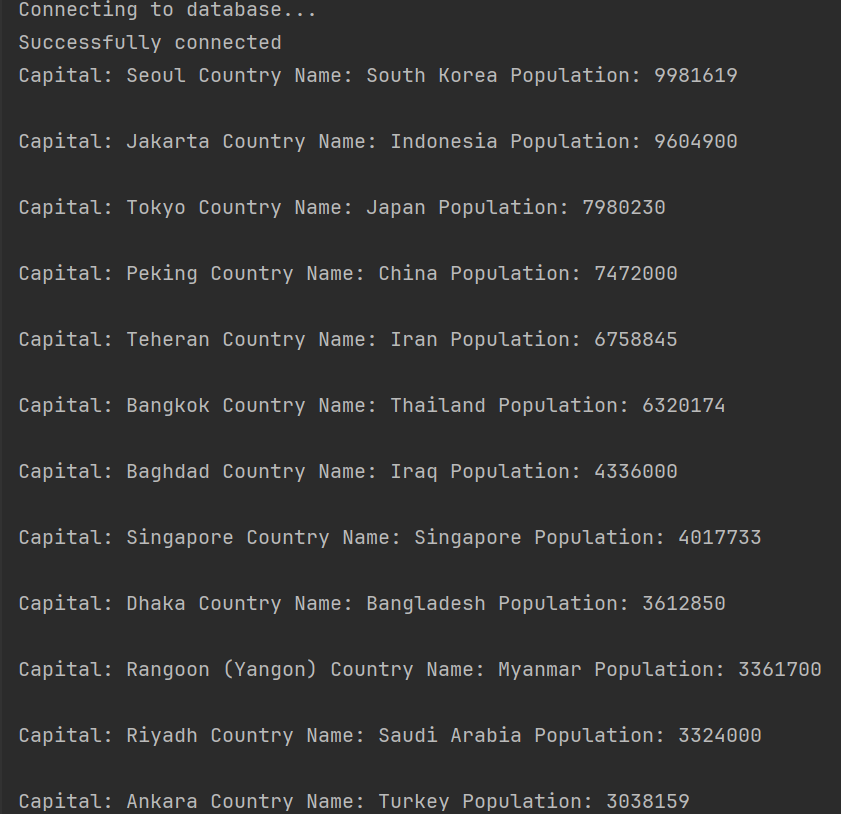 Connecting to database...
Successfully connected
Capital: Seoul Country Name: South Korea Population: 9981619
Capital: Jakarta Country Name: Indonesia Population: 9604900
Capital: Tokyo Country Name: Japan Population: 7980230
Capital: Peking Country Name: China Population: 7472000
Capital: Teheran Country Name: Iran Population: 6758845
Capital: Bangkok Country Name: Thailand Population: 6320174
Capital: Baghdad Country Name: Iraq Population: 4336000
Capital: Singapore Country Name: Singapore Population: 4017733
Capital: Dhaka Country Name: Bangladesh Population: 3612850
Capital: Rangoon (Yangon) Country Name: Myanmar Population: 3361700
Capital: Riyadh Country Name: Saudi Arabia Population: 3324000
Capital: Ankara Country Name: Turkey Population: 3038159